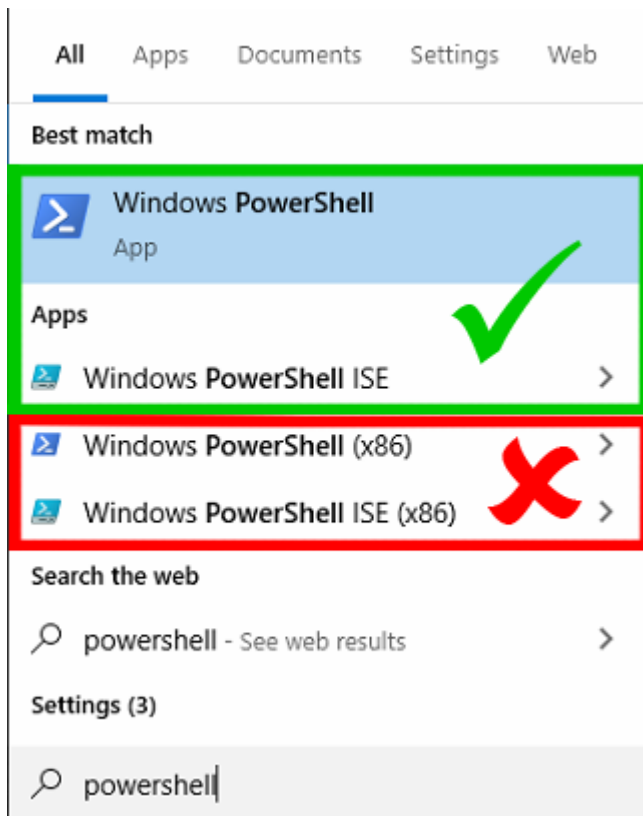 All Apps Documents Settings Web
Best match
Windows PowerShell
App
Apps
Windows PowerShell ISE
Windows PowerShell (x86)
Windows PowerShell ISE (x86)
Search the web
powershell - See web results
Settings (3)
powershell